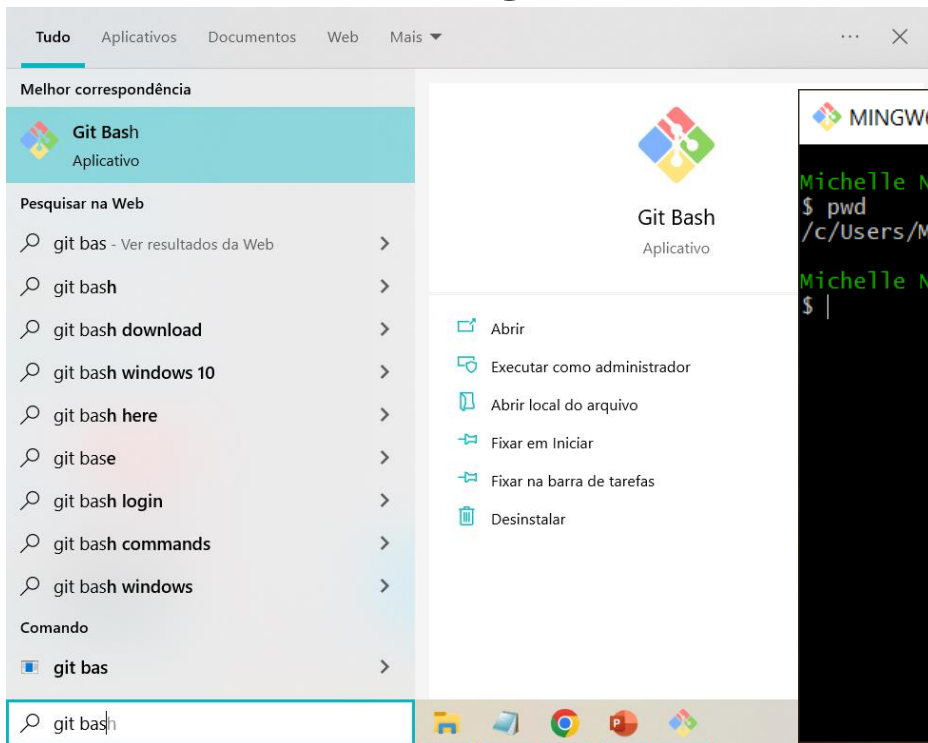 Tudo Aplicativos Documentos Web Mais
Melhor correspondência
Git Bash
Aplicativo
Pesquisar na Web
git bas - Ver resultados da Web
git bash
git bash download
git bash windows 10
git bash here
git base
git bash login
git bash commands
git bash windows
Comando
git bas
git bash
Git Bash
Aplicativo
Abrir
Executar como administrador
Abrir local do arquivo
Fixar em Iniciar
Fixar na barra de tarefas
Desinstalar
Michelle
$ pwd
/c/Users/
Michelle
$